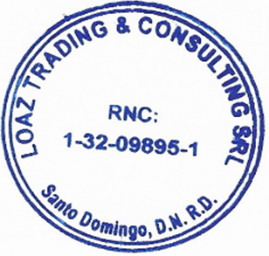 LOAZ TRADING & CONSULTING SRL
RNC:
1-32-09895-1
Santo Domingo, D.N. R.D.